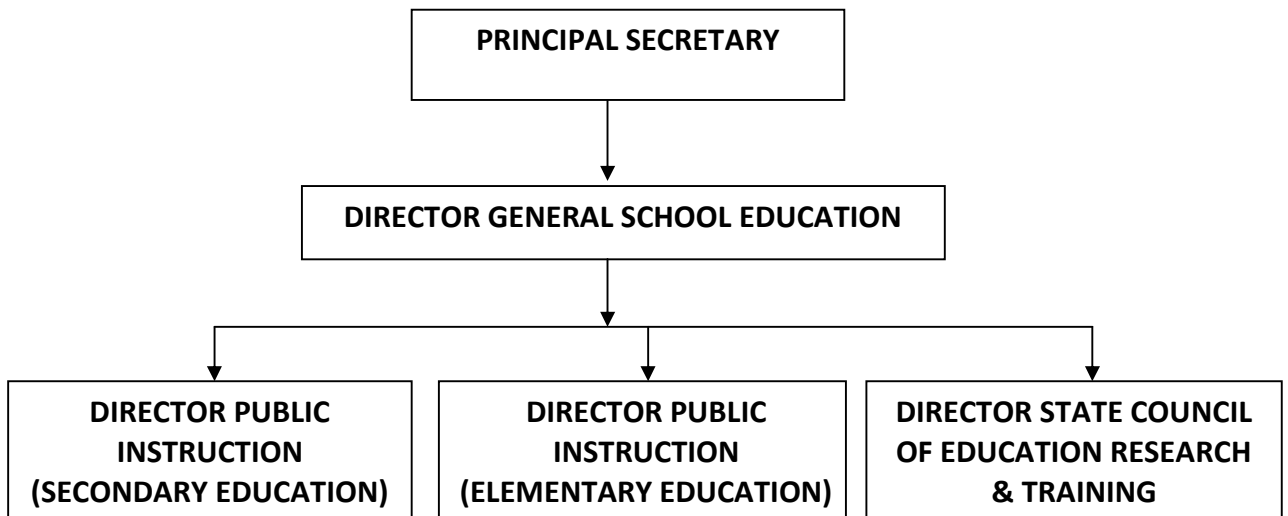 PRINCIPAL SECRETARY
DIRECTOR GENERAL SCHOOL EDUCATION
DIRECTOR PUBLIC
INSTRUCTION
(SECONDARY EDUCATION)
DIRECTOR PUBLIC
INSTRUCTION
(ELEMENTARY EDUCATION)
DIRECTOR STATE COUNCIL
OF EDUCATION RESEARCH
& TRAINING